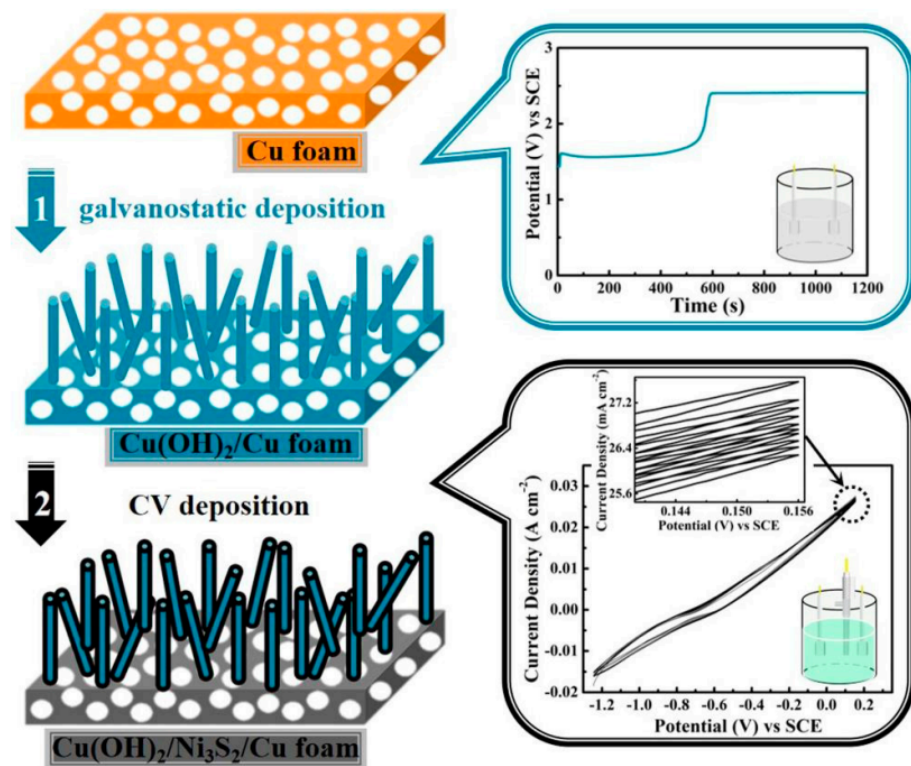 Cu foam
1
galvanostatic deposition
Cu(OH)₂/Cu foam
2
CV deposition
Cu(OH)₂/Ni₃S₂/Cu foam
Potential (V) vs SCE
3
2
1
0
0 200 400 600 800 1000 1200
Time (s)
Current Density (mA cm⁻²)
27.2
26.4
25.6
0.144 0.150 0.156
Potential (V) vs SCE
Current Density (A cm⁻²)
0.03
0.02
0.01
0.00
-0.01
-0.02
-1.2 -1.0 -0.8 -0.6 -0.4 -0.2 0.0 0.2
Potential (V) vs SCE